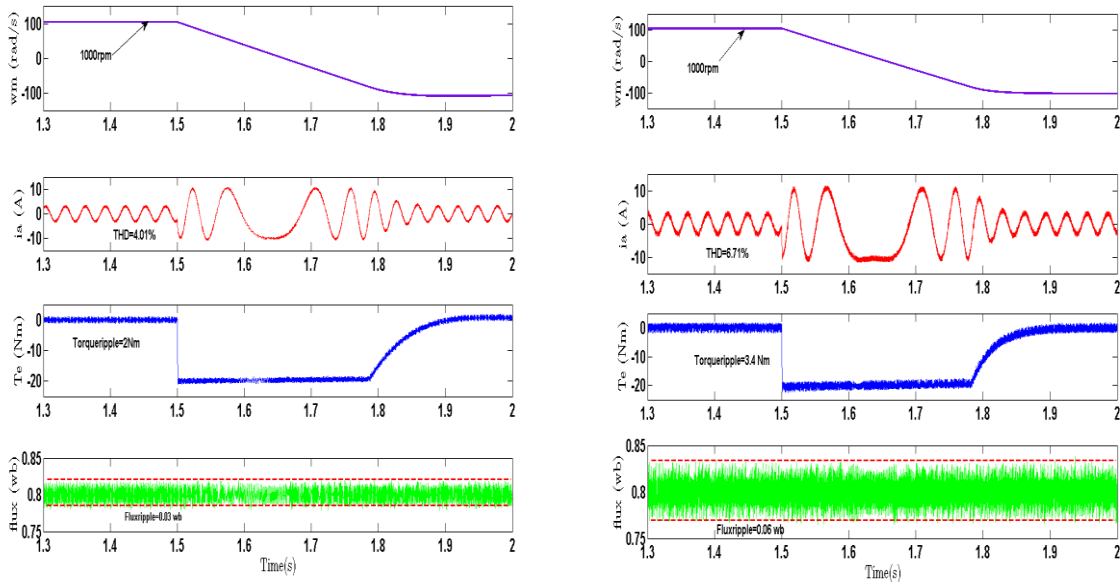 wm (rad/s)
100
0
-100
1000rpm
1.3 1.4 1.5 1.6 1.7 1.8 1.9 2
ia (A)
10
0
-10
THD=4.01%
1.3 1.4 1.5 1.6 1.7 1.8 1.9 2
Te (Nm)
0
-10
-20
Torqueripple=2Nm
1.3 1.4 1.5 1.6 1.7 1.8 1.9 2
flux (wb)
0.85
0.8
0.75
Fluxripple=0.03 wb
1.3 1.4 1.5 1.6 1.7 1.8 1.9 2
Time(s)
wm (rad/s)
100
0
-100
1000rpm
1.3 1.4 1.5 1.6 1.7 1.8 1.9 2
ia (A)
10
0
-10
THD=6.71%
1.3 1.4 1.5 1.6 1.7 1.8 1.9 2
Te (Nm)
0
-10
-20
Torqueripple=3.4 Nm
1.3 1.4 1.5 1.6 1.7 1.8 1.9 2
flux (wb)
0.85
0.8
0.75
Fluxripple=0.06 wb
1.3 1.4 1.5 1.6 1.7 1.8 1.9 2
Time(s)